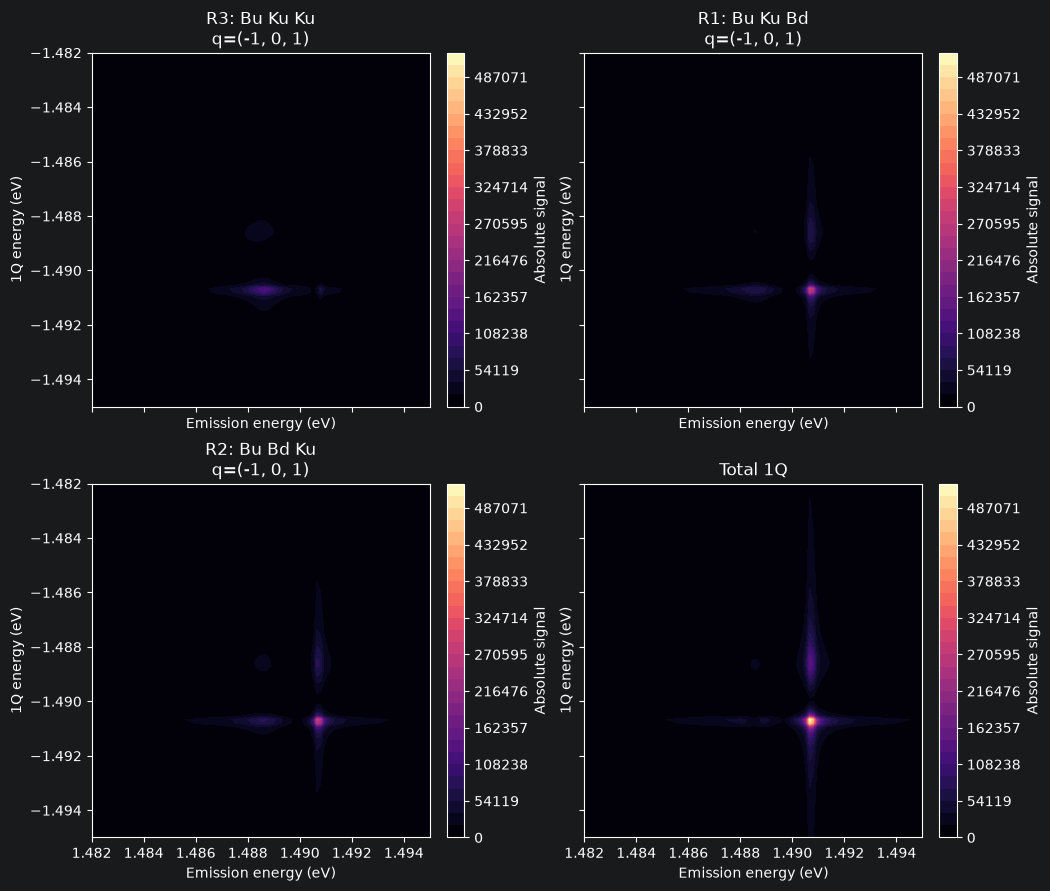 R3: Bu Ku Ku
q=(-1, 0, 1)
−1.482
−1.484
−1.486
−1.488
−1.490
−1.492
−1.494
1Q energy (eV)
Emission energy (eV)
487071
432952
378833
324714
270595
216476
162357
108238
54119
0
Absolute signal
R1: Bu Ku Bd
q=(-1, 0, 1)
1Q energy (eV)
Emission energy (eV)
487071
432952
378833
324714
270595
216476
162357
108238
54119
0
Absolute signal
R2: Bu Bd Ku
q=(-1, 0, 1)
−1.482
−1.484
−1.486
−1.488
−1.490
−1.492
−1.494
1Q energy (eV)
1.482 1.484 1.486 1.488 1.490 1.492 1.494
Emission energy (eV)
487071
432952
378833
324714
270595
216476
162357
108238
54119
0
Absolute signal
Total 1Q
1Q energy (eV)
1.482 1.484 1.486 1.488 1.490 1.492 1.494
Emission energy (eV)
487071
432952
378833
324714
270595
216476
162357
108238
54119
0
Absolute signal